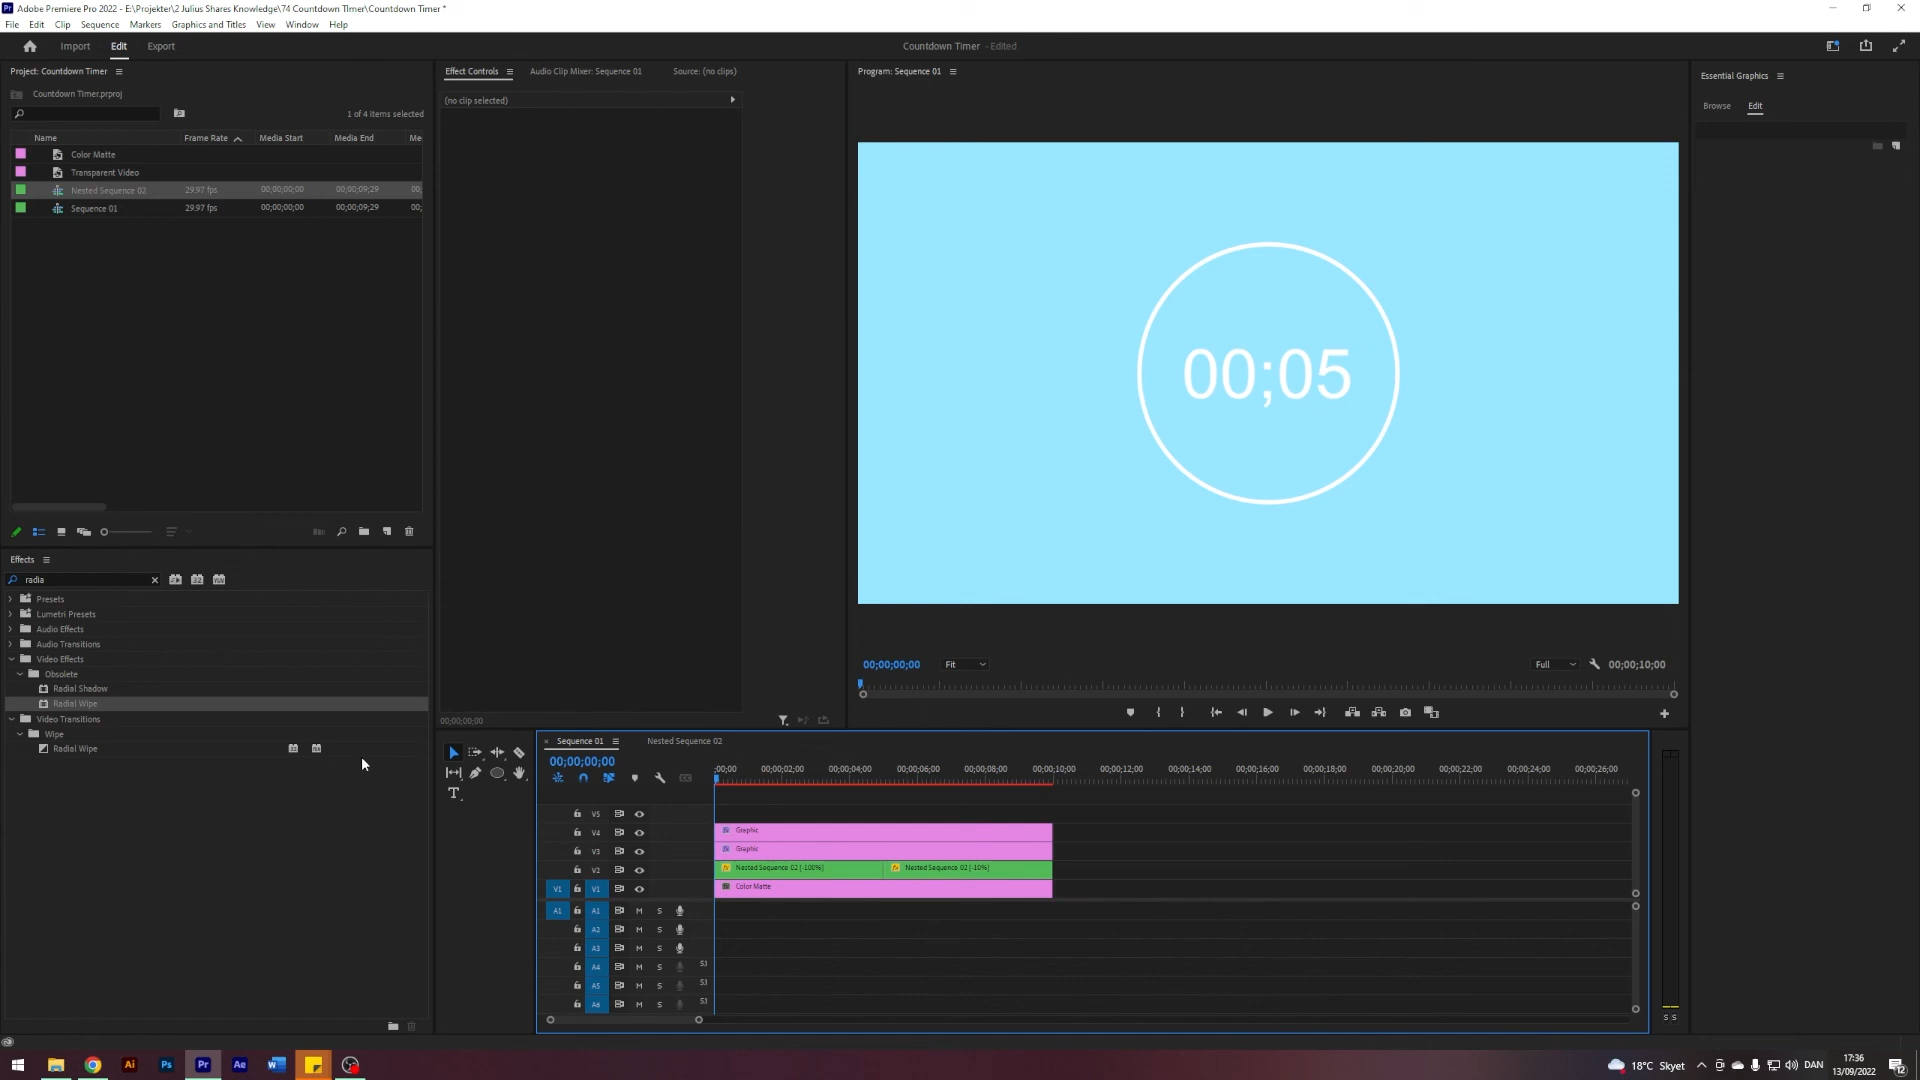 Adobe Premiere Pro 2022 - E:\Projekter\2 Julius Shares Knowledge\74 Countdown TImer\Countdown Timer *
File Edit Clip Sequence Markers Graphics and Titles View Window Help
Import Edit Export
Countdown Timer - Edited
Project: Countdown Timer
Countdown Timer.prproj
1 of 4 items selected
Name Frame Rate Media Start Media End Me
Color Matte
Transparent Video
Nested Sequence 02 29.97 fps 00;00;00;00 00;00;09;29 00;
Sequence 01 29.97 fps 00;00;00;00 00;00;09;29 00;
Effects
radia
Presets
Lumetri Presets
Audio Effects
Audio Transitions
Video Effects
Obsolete
Radial Shadow
Radial Wipe
Video Transitions
Wipe
Radial Wipe
Effect Controls Audio Clip Mixer: Sequence 01 Source: (no clips)
(no clip selected)
00;00;00;00
Program: Sequence 01
00;05
00;00;00;00 Fit Full 00;00;10;00
Essential Graphics
Browse Edit
Sequence 01 Nested Sequence 02
00;00;00;00
;00;00 00;00;02;00 00;00;04;00 00;00;06;00 00;00;08;00 00;00;10;00 00;00;12;00 00;00;14;00 00;00;16;00 00;00;18;00 00;00;20;00 00;00;22;00 00;00;24;00 00;00;26;00
V5
V4 Graphic
V3 Graphic
V2 Nested Sequence 02 [-100%] Nested Sequence 02 [-10%]
V1 V1 Color Matte
A1 A1 M S
A2 M S
A3 M S
A4 M S 5.1
A5 M S 5.1
A6 M S 5.1
S S
Ai Ps Pr Ae W
18°C Skyet DAN 17:36
13/09/2022 12